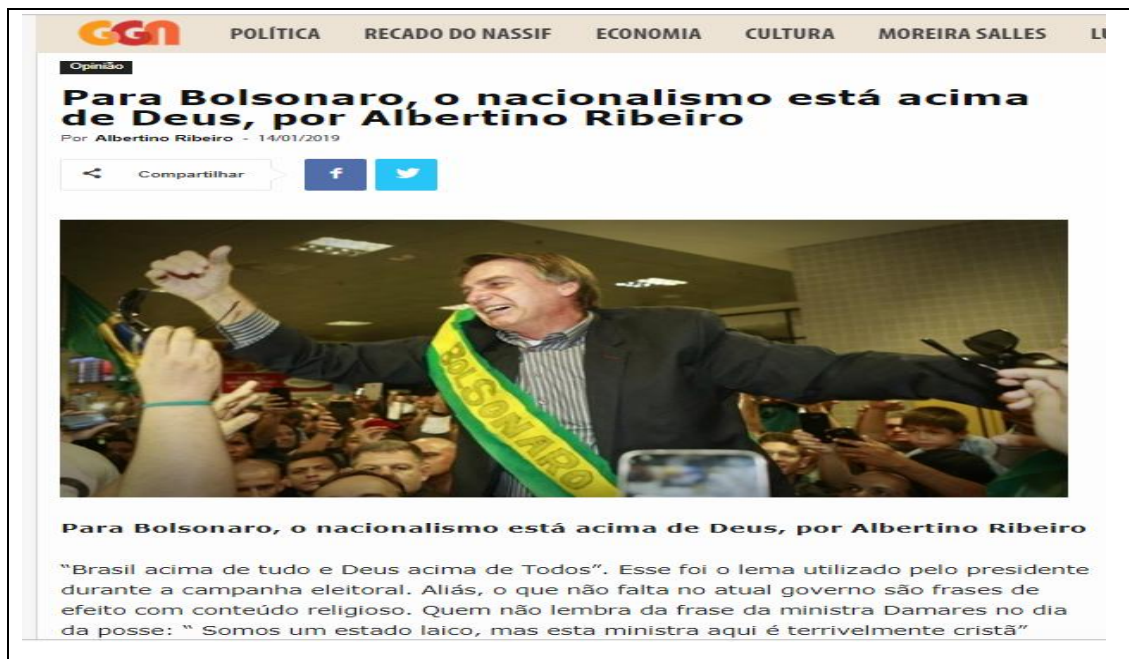 GGN POLÍTICA RECADO DO NASSIF ECONOMIA CULTURA MOREIRA SALLES
Opinião
Para Bolsonaro, o nacionalismo está acima
de Deus, por Albertino Ribeiro
Por Albertino Ribeiro - 14/01/2019
Compartilhar f
BOLSONARO
Para Bolsonaro, o nacionalismo está acima de Deus, por Albertino Ribeiro
“Brasil acima de tudo e Deus acima de Todos”. Esse foi o lema utilizado pelo presidente
durante a campanha eleitoral. Aliás, o que não falta no atual governo são frases de
efeito com conteúdo religioso. Quem não lembra da frase da ministra Damares no dia
da posse: “ Somos um estado laico, mas esta ministra aqui é terrivelmente cristã”